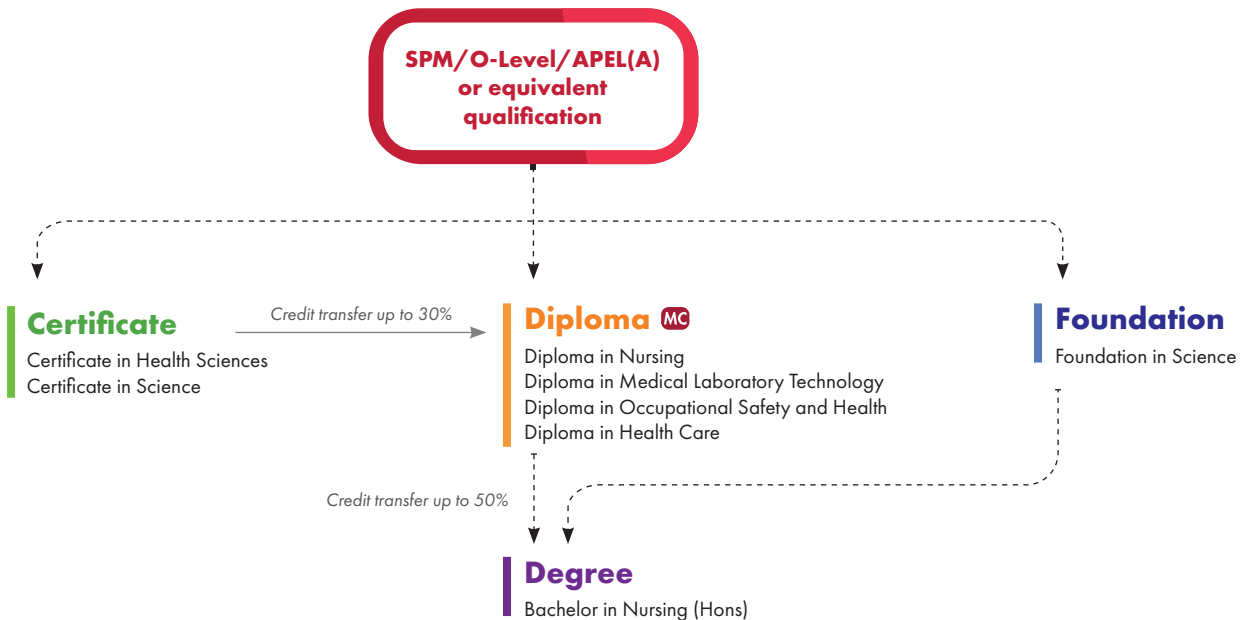 SPM/O-Level/APEL(A)
or equivalent
qualification
Certificate
Certificate in Health Sciences
Certificate in Science
Credit transfer up to 30%
Diploma MC
Diploma in Nursing
Diploma in Medical Laboratory Technology
Diploma in Occupational Safety and Health
Diploma in Health Care
Foundation
Foundation in Science
Credit transfer up to 50%
Degree
Bachelor in Nursing (Hons)